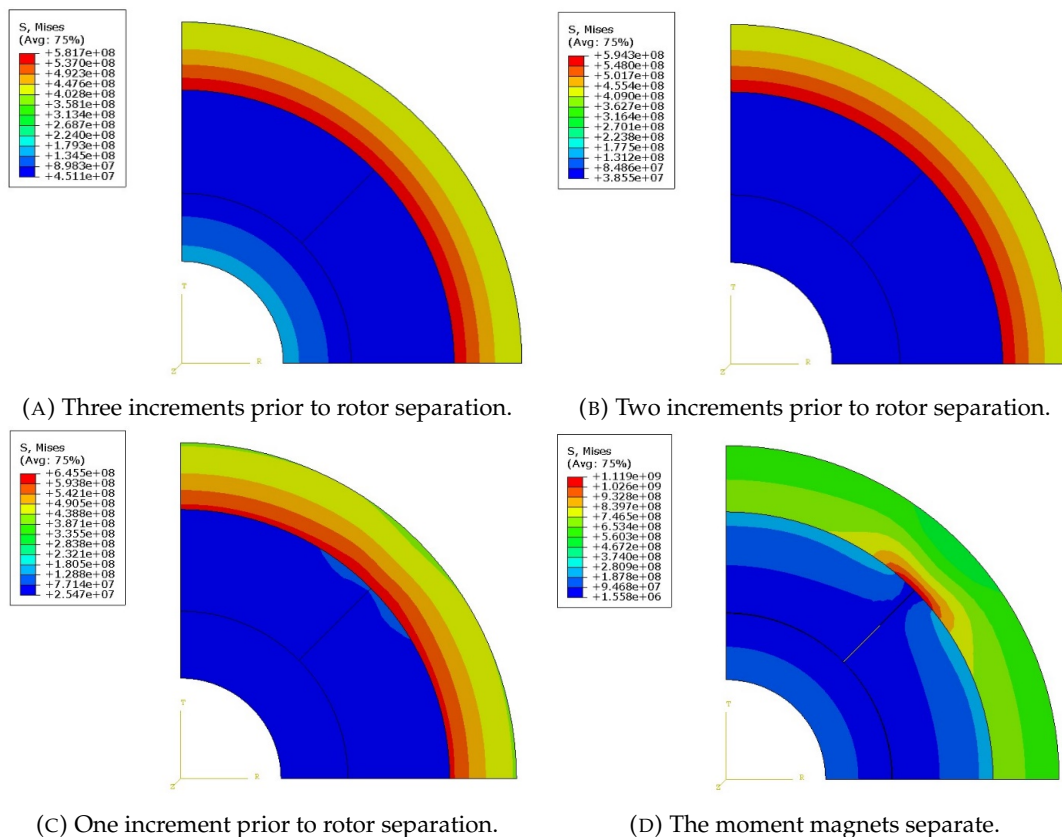 S, Mises
(Avg: 75%)
+5.817e+08
+5.370e+08
+4.923e+08
+4.476e+08
+4.028e+08
+3.581e+08
+3.134e+08
+2.687e+08
+2.240e+08
+1.793e+08
+1.345e+08
+8.983e+07
+4.511e+07
T
R
Z
(A) Three increments prior to rotor separation.
S, Mises
(Avg: 75%)
+5.943e+08
+5.480e+08
+5.017e+08
+4.554e+08
+4.090e+08
+3.627e+08
+3.164e+08
+2.701e+08
+2.238e+08
+1.775e+08
+1.312e+08
+8.486e+07
+3.855e+07
T
R
Z
(B) Two increments prior to rotor separation.
S, Mises
(Avg: 75%)
+6.455e+08
+5.938e+08
+5.421e+08
+4.905e+08
+4.388e+08
+3.871e+08
+3.355e+08
+2.838e+08
+2.321e+08
+1.805e+08
+1.288e+08
+7.714e+07
+2.547e+07
T
R
Z
(C) One increment prior to rotor separation.
S, Mises
(Avg: 75%)
+1.119e+09
+1.026e+09
+9.328e+08
+8.397e+08
+7.465e+08
+6.534e+08
+5.603e+08
+4.672e+08
+3.740e+08
+2.809e+08
+1.878e+08
+9.468e+07
+1.558e+06
T
R
Z
(D) The moment magnets separate.